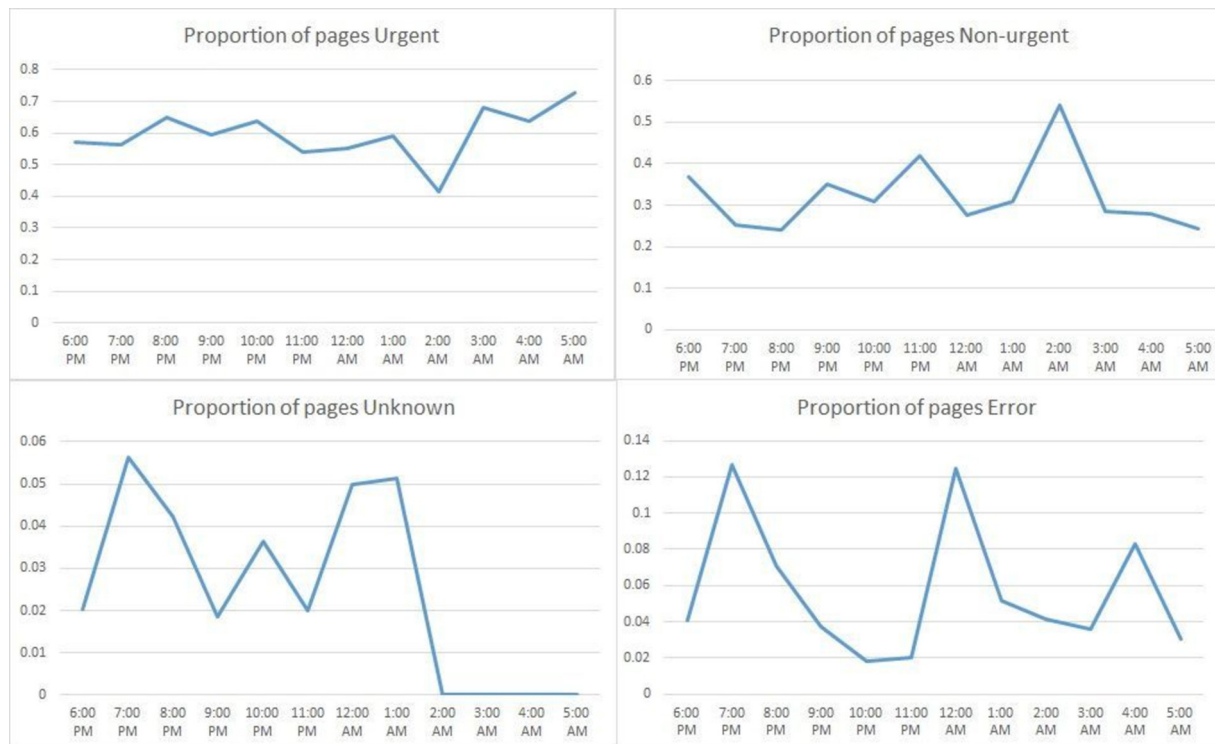 Proportion of pages Urgent
0.8
0.7
0.6
0.5
0.4
0.3
0.2
0.1
0
6:00 7:00 8:00 9:00 10:00 11:00 12:00 1:00 2:00 3:00 4:00 5:00
PM PM PM PM PM PM AM AM AM AM AM AM
Proportion of pages Non-urgent
0.6
0.5
0.4
0.3
0.2
0.1
0
6:00 7:00 8:00 9:00 10:00 11:00 12:00 1:00 2:00 3:00 4:00 5:00
PM PM PM PM PM PM AM AM AM AM AM AM
Proportion of pages Unknown
0.06
0.05
0.04
0.03
0.02
0.01
0
6:00 7:00 8:00 9:00 10:00 11:00 12:00 1:00 2:00 3:00 4:00 5:00
PM PM PM PM PM PM AM AM AM AM AM AM
Proportion of pages Error
0.14
0.12
0.1
0.08
0.06
0.04
0.02
0
6:00 7:00 8:00 9:00 10:00 11:00 12:00 1:00 2:00 3:00 4:00 5:00
PM PM PM PM PM PM AM AM AM AM AM AM